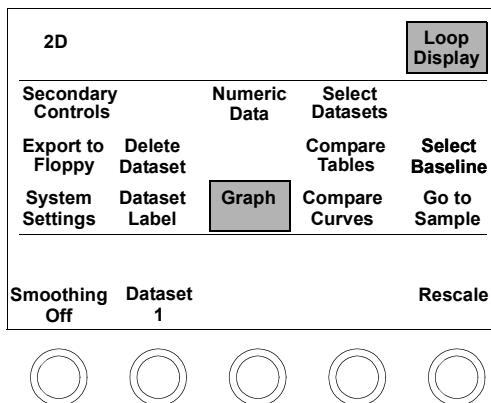 2D
Loop
Display
Secondary
Controls
Numeric
Data
Select
Datasets
Export to
Floppy
Delete
Dataset
Compare
Tables
Select
Baseline
System
Settings
Dataset
Label
Graph
Compare
Curves
Go to
Sample
Smoothing
Off
Dataset
1
Rescale